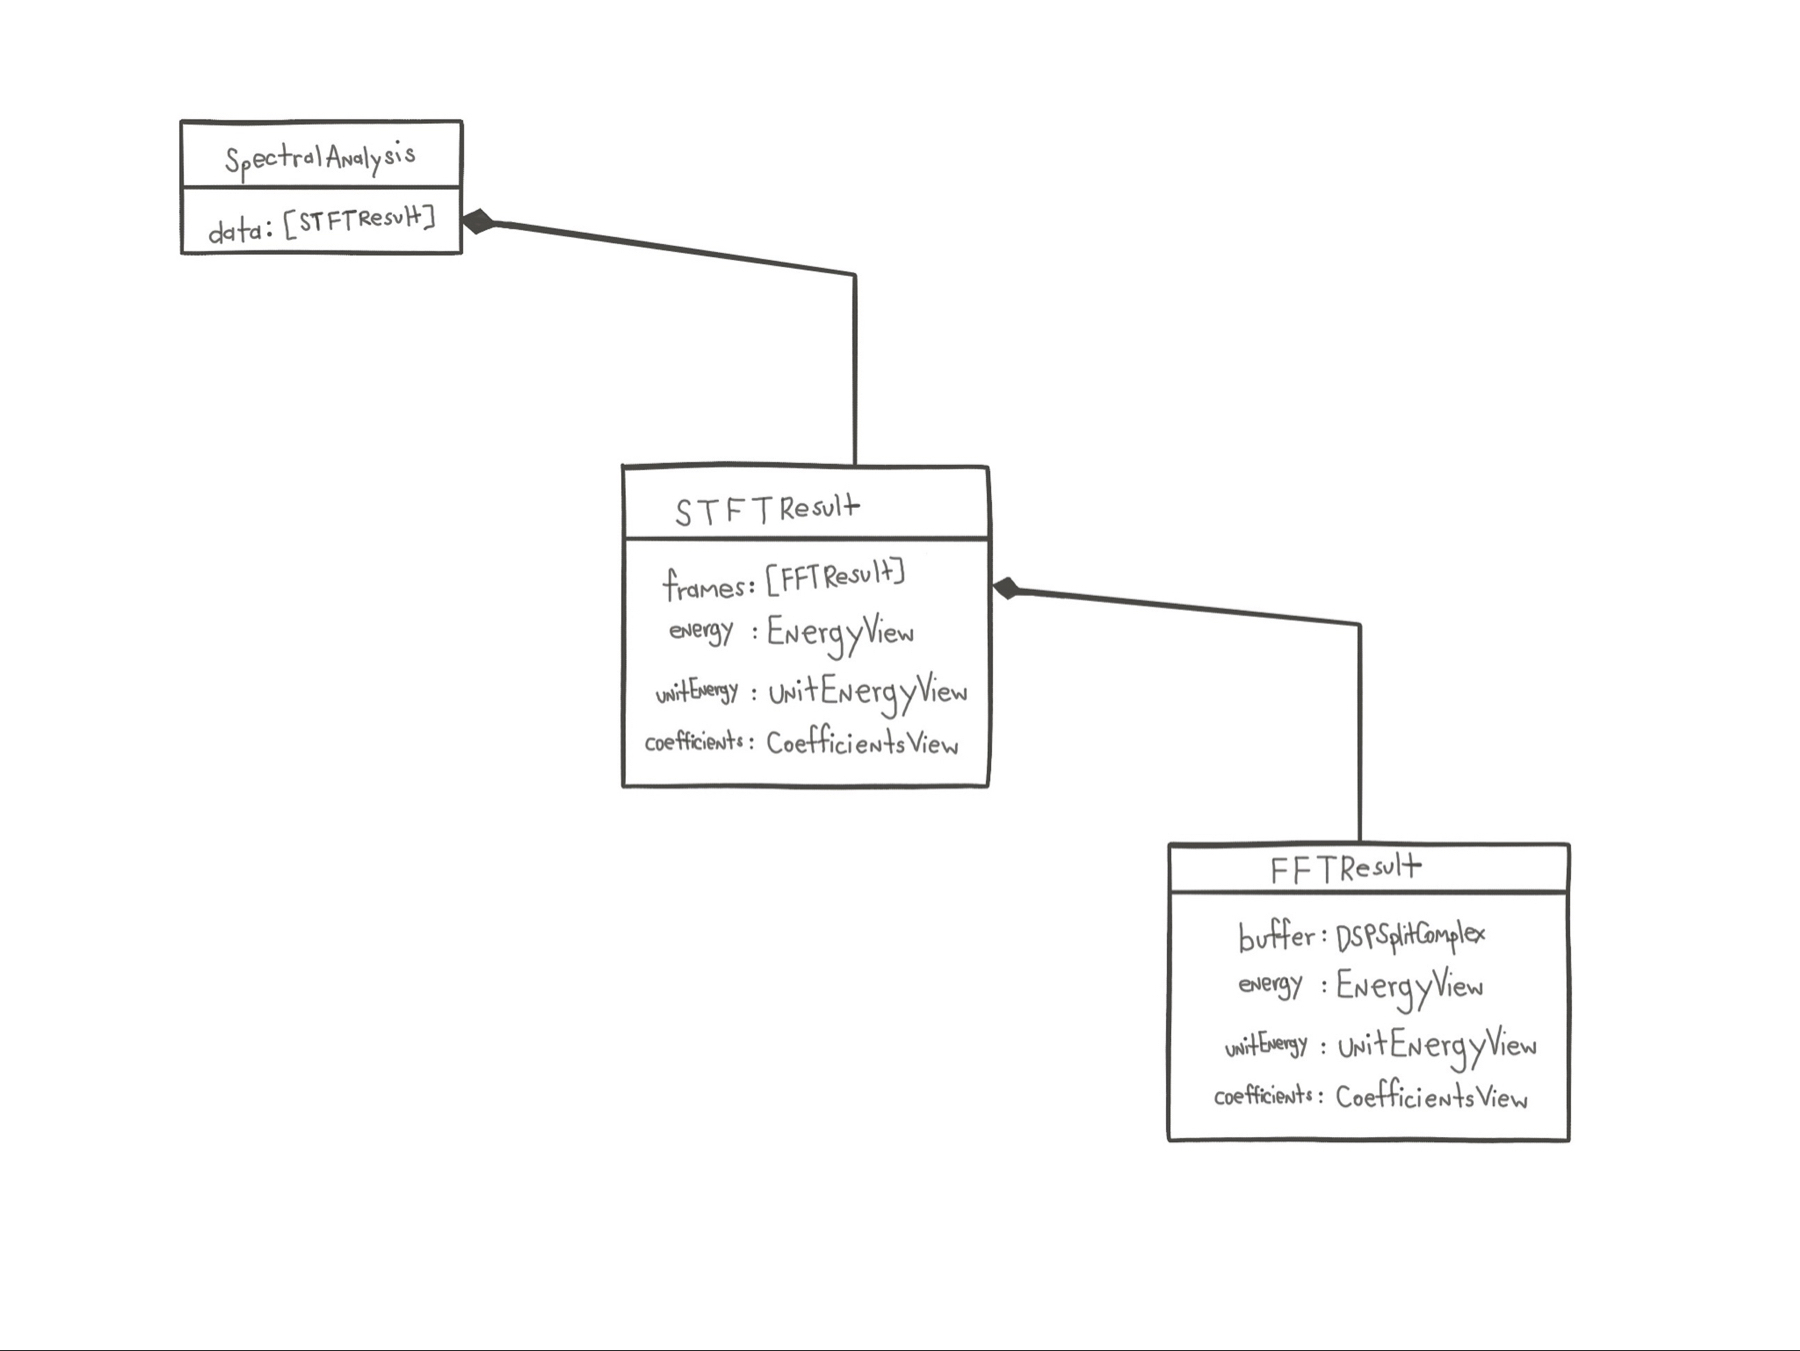 SpectralAnalysis
data: [STFTResult]
STFTResult
frames: [FFTResult]
energy : EnergyView
unitEnergy : UnitEnergyView
coefficients: CoefficientsView
FFTResult
buffer: DSPSplitComplex
energy : EnergyView
unitEnergy : UnitEnergyView
coefficients: CoefficientsView